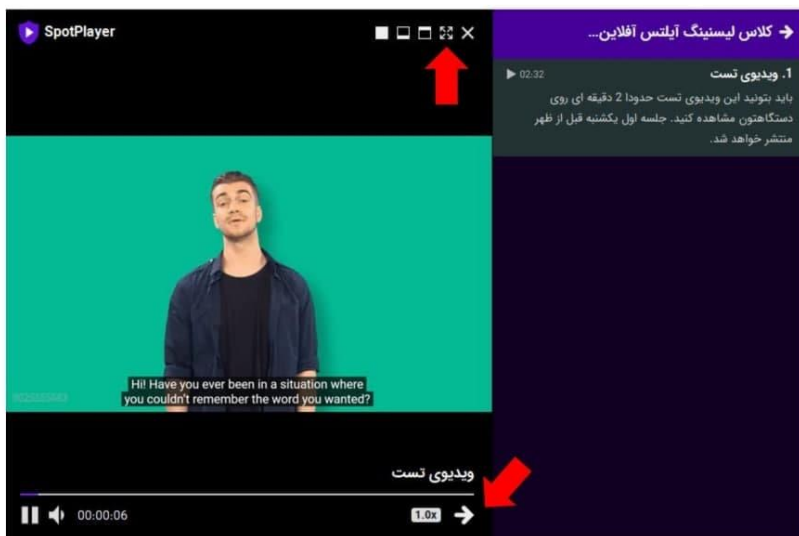 SpotPlayer
کلاس لیسنینگ آیلتس آفلاین...
1. ویدیوی تست
02:32
باید بتونید این ویدیوی تست حدودا 2 دقیقه ای روی
دستگاهتون مشاهده کنید. جلسه اول یکشنبه قبل از ظهر
منتشر خواهد شد.
Hi! Have you ever been in a situation where
you couldn't remember the word you wanted?
ویدیوی تست
00:00:06
1.0x